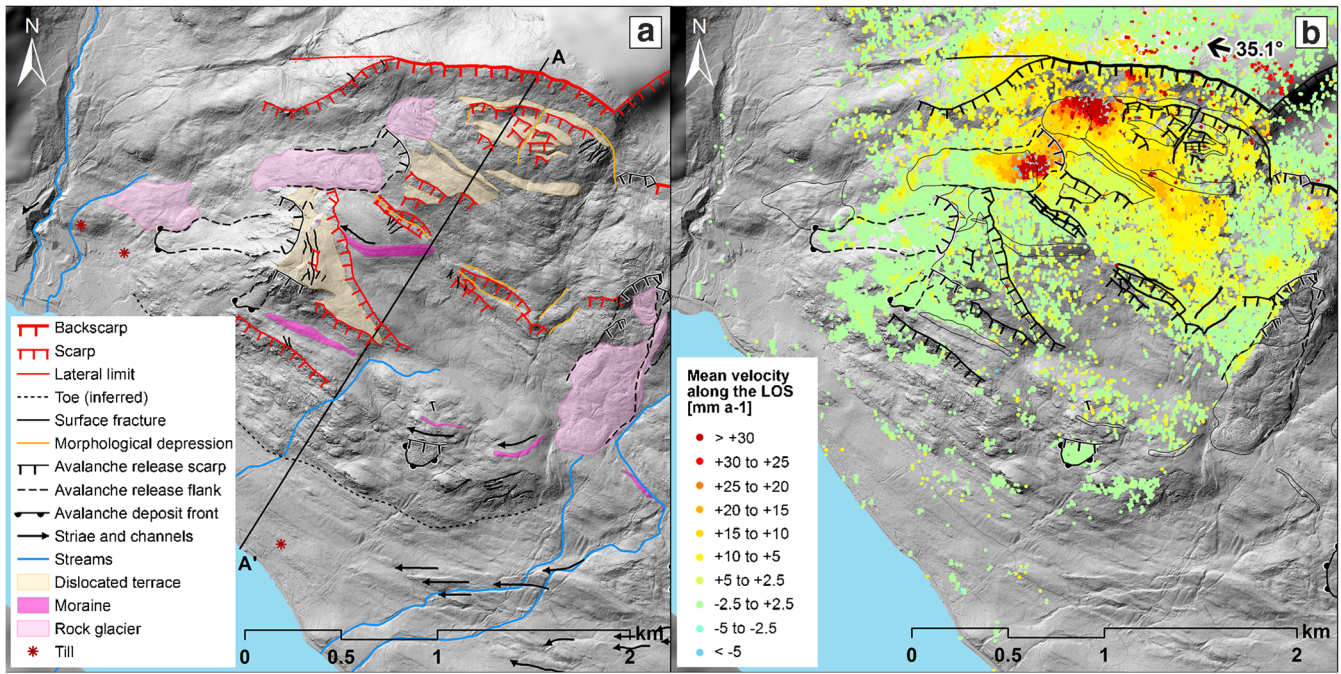 N
a
A
A'
Backscarp
Scarp
Lateral limit
Toe (inferred)
Surface fracture
Morphological depression
Avalanche release scarp
Avalanche release flank
Avalanche deposit front
Striae and channels
Streams
Dislocated terrace
Moraine
Rock glacier
Till
km
0 0.5 1 2
N
b
35.1°
Mean velocity
along the LOS
[mm a-1]
> +30
+30 to +25
+25 to +20
+20 to +15
+15 to +10
+10 to +5
+5 to +2.5
-2.5 to +2.5
-5 to -2.5
< -5
km
0 0.5 1 2